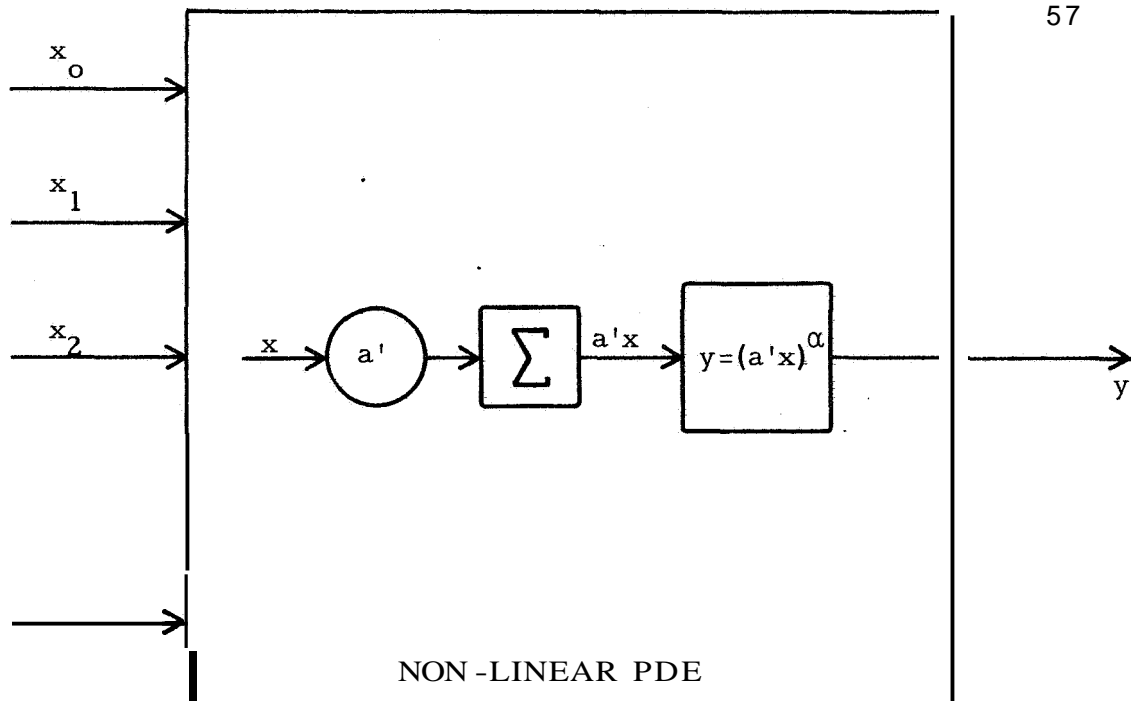 57
x_o
x_1
x_2
x a' Σ a'x y=(a'x)^α
y
NON-LINEAR PDE